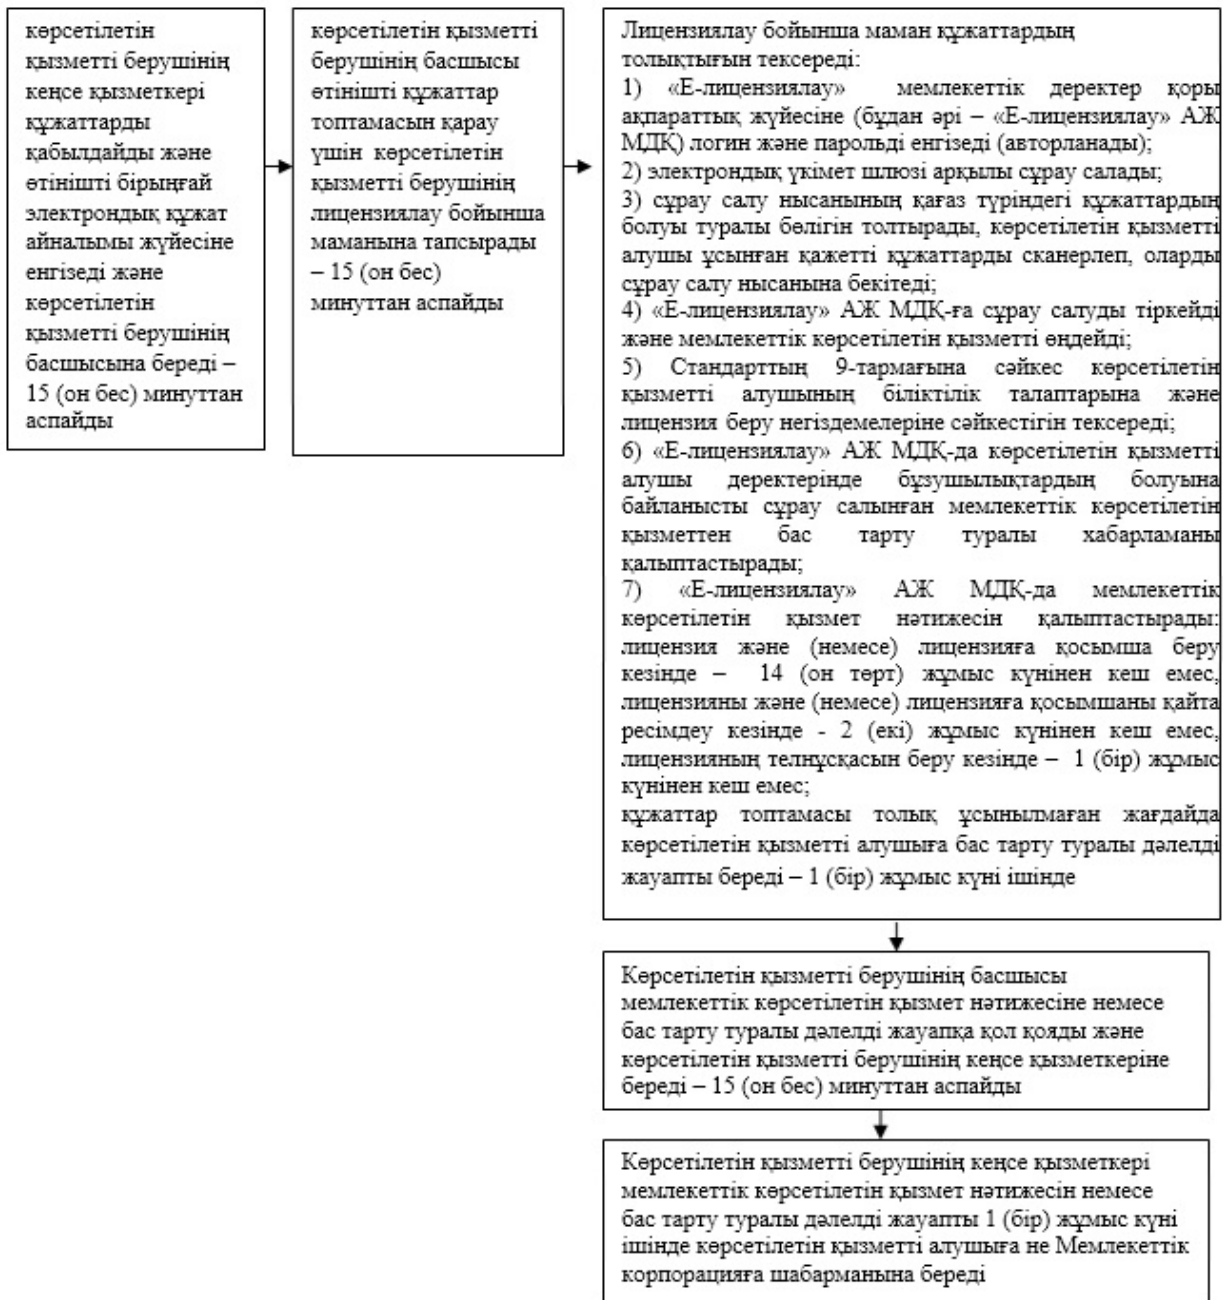 көрсетілетін
қызметті берушінің
кеңсе қызметкері
құжаттарды
қабылдайды және
өтінішті бірыңғай
электрондық құжат
айналымы жүйесіне
енгізеді және
көрсетілетін
қызметті берушінің
басшысына береді –
15 (он бес) минуттан
аспайды
көрсетілетін қызметті
берушінің басшысы
өтінішті құжаттар
топтамасын қарау
үшін көрсетілетін
қызметті берушінің
лицензиялау бойынша
маманына тапсырады
– 15 (он бес)
минуттан аспайды
Лицензиялау бойынша маман құжаттардың
толықтығын тексереді:
1) «Е-лицензиялау» мемлекеттік деректер қоры
ақпараттық жүйесіне (бұдан әрі – «Е-лицензиялау» АЖ
МДҚ) логин және парольді енгізеді (авторланады);
2) электрондық үкімет шлюзі арқылы сұрау салады;
3) сұрау салу нысанының қағаз түріндегі құжаттардың
болуы туралы бөлігін толтырады, көрсетілетін қызметті
алушы ұсынған қажетті құжаттарды сканерлеп, оларды
сұрау салу нысанына бекітеді;
4) «Е-лицензиялау» АЖ МДҚ-ға сұрау салуды тіркейді
және мемлекеттік көрсетілетін қызметті өңдейді;
5) Стандарттың 9-тармағына сәйкес көрсетілетін
қызметті алушының біліктілік талаптарына және
лицензия беру негіздемелеріне сәйкестігін тексереді;
6) «Е-лицензиялау» АЖ МДҚ-да көрсетілетін қызметті
алушы деректерінде бұзушылықтардың болуына
байланысты сұрау салынған мемлекеттік көрсетілетін
қызметтен бас тарту туралы хабарламаны
қалыптастырады;
7) «Е-лицензиялау» АЖ МДҚ-да мемлекеттік
көрсетілетін қызмет нәтижесін қалыптастырады:
лицензия және (немесе) лицензияға қосымша беру
кезінде – 14 (он төрт) жұмыс күнінен кеш емес,
лицензияны және (немесе) лицензияға қосымшаны қайта
ресімдеу кезінде - 2 (екі) жұмыс күнінен кеш емес,
лицензияның телнұсқасын беру кезінде – 1 (бір) жұмыс
күнінен кеш емес;
құжаттар топтамасы толық ұсынылмаған жағдайда
көрсетілетін қызметті алушыға бас тарту туралы дәлелді
жауапты береді – 1 (бір) жұмыс күні ішінде
Көрсетілетін қызметті берушінің басшысы
мемлекеттік көрсетілетін қызмет нәтижесіне немесе
бас тарту туралы дәлелді жауапқа қол қояды және
көрсетілетін қызметті берушінің кеңсе қызметкеріне
береді – 15 (он бес) минуттан аспайды
Көрсетілетін қызметті берушінің кеңсе қызметкері
мемлекеттік көрсетілетін қызмет нәтижесін немесе
бас тарту туралы дәлелді жауапты 1 (бір) жұмыс күні
ішінде көрсетілетін қызметті алушыға не Мемлекеттік
корпорацияға шабарманына береді